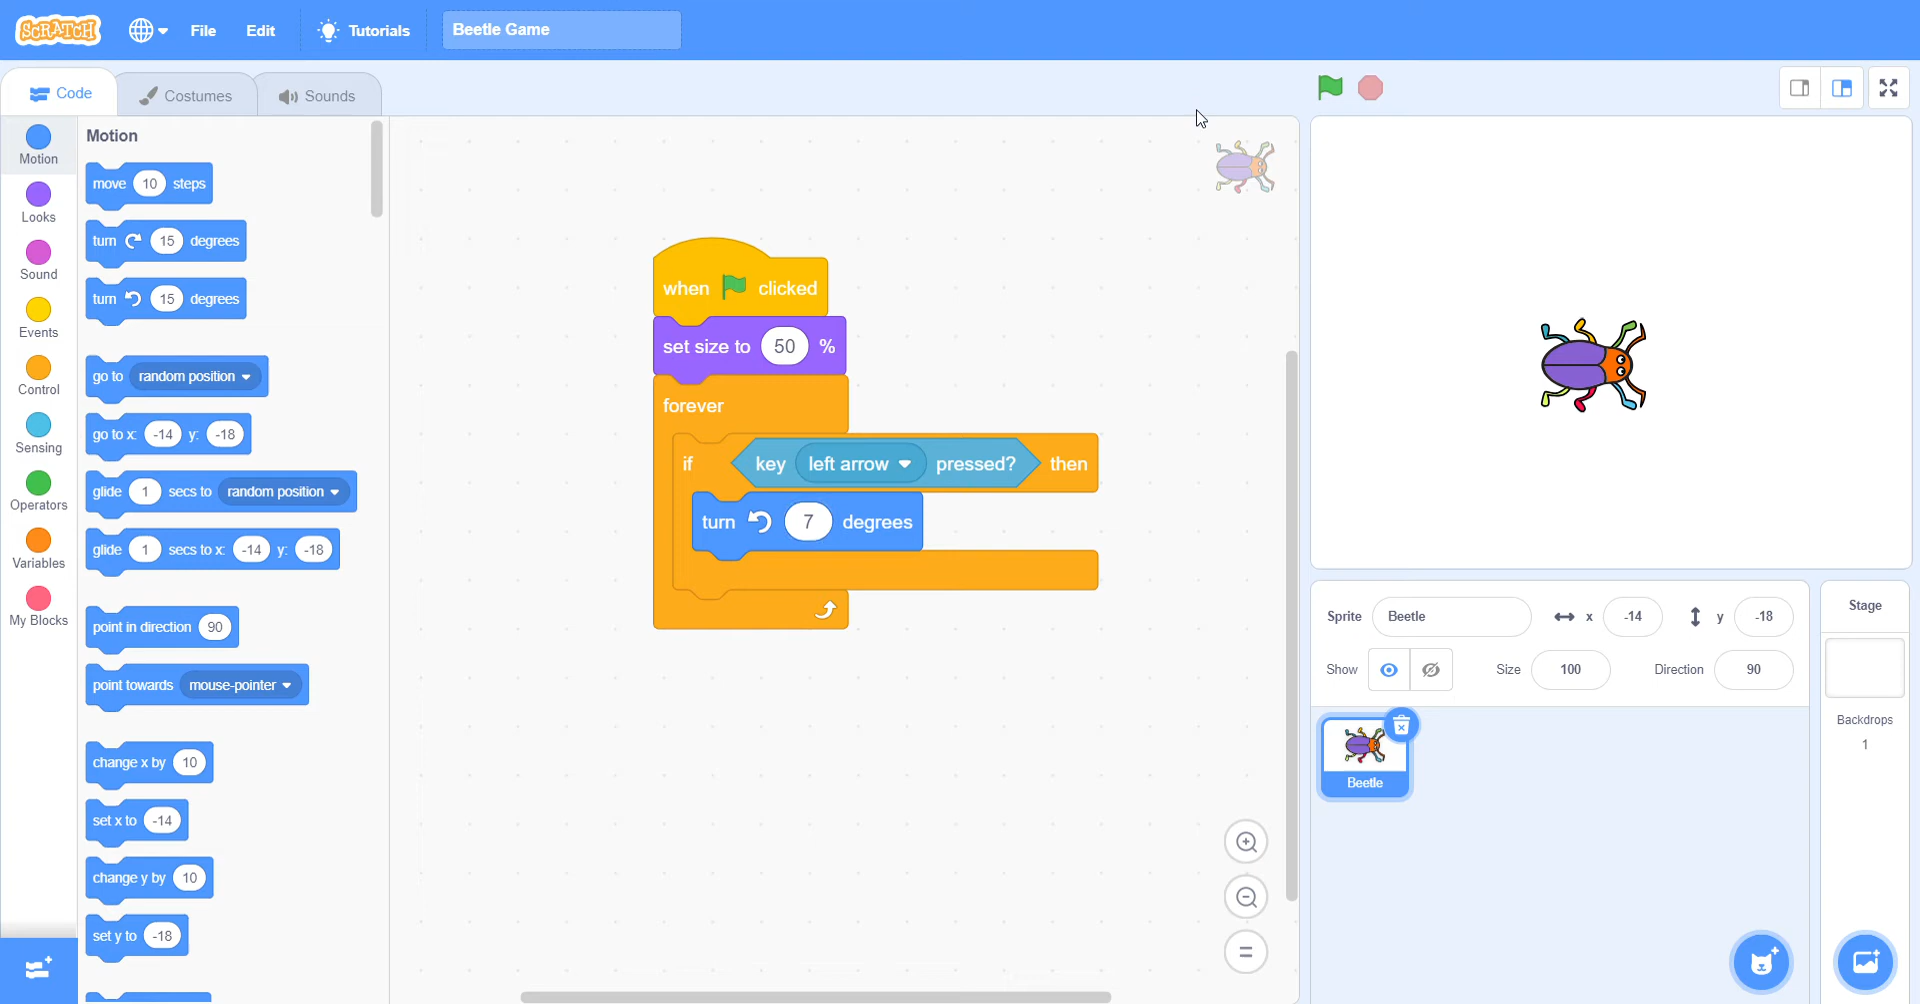 SCRATCH File Edit Tutorials Beetle Game
Code Costumes Sounds
Motion
Looks
Sound
Events
Control
Sensing
Operators
Variables
My Blocks
Motion
move 10 steps
turn 15 degrees
turn 15 degrees
go to random position
go to x: -14 y: -18
glide 1 secs to random position
glide 1 secs to x: -14 y: -18
point in direction 90
point towards mouse-pointer
change x by 10
set x to -14
change y by 10
set y to -18
when clicked
set size to 50 %
forever
if key left arrow pressed? then
turn 7 degrees
Sprite Beetle x -14 y -18
Show Size 100 Direction 90
Beetle
Stage
Backdrops
1